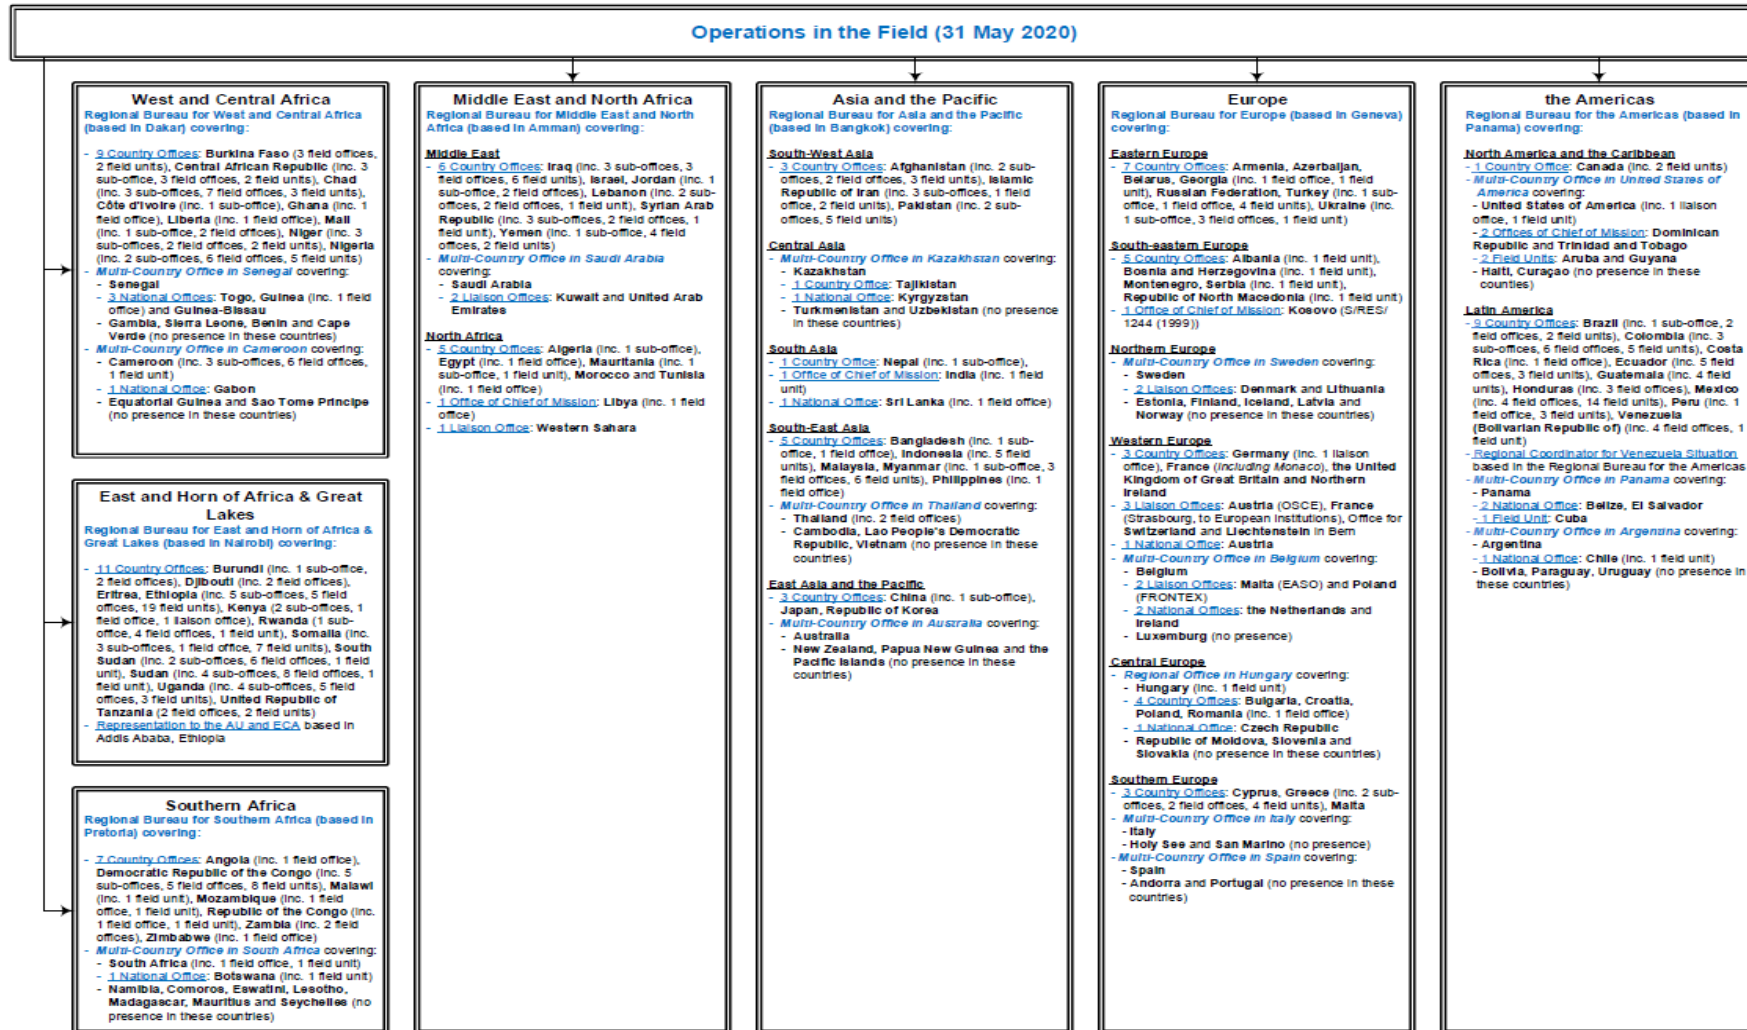 Operations in the Field (31 May 2020)
West and Central Africa
Regional Bureau for West and Central Africa
(based in Dakar) covering:
- 9 Country Offices: Burkina Faso (3 field offices,
2 field units), Central African Republic (inc. 3
sub-office, 3 field offices, 2 field units), Chad
(inc. 3 sub-offices, 7 field offices, 3 field units),
Côte d'Ivoire (inc. 1 sub-office), Ghana (inc. 1
field office), Liberia (inc. 1 field office), Mali
(inc. 1 sub-office, 2 field offices), Niger (inc. 3
sub-offices, 2 field offices, 2 field units), Nigeria
(inc. 2 sub-offices, 6 field offices, 5 field units)
- Multi-Country Office in Senegal covering:
- Senegal
- 3 National Offices: Togo, Guinea (inc. 1 field
office) and Guinea-Bissau
- Gambia, Sierra Leone, Benin and Cape
Verde (no presence in these countries)
- Multi-Country Office in Cameroon covering:
- Cameroon (inc. 3 sub-offices, 6 field offices,
1 field unit)
- 1 National Office: Gabon
- Equatorial Guinea and Sao Tome Principe
(no presence in these countries)
East and Horn of Africa & Great
Lakes
Regional Bureau for East and Horn of Africa &
Great Lakes (based in Nairobi) covering:
- 11 Country Offices: Burundi (inc. 1 sub-office,
2 field offices), Djibouti (inc. 2 field offices),
Eritrea, Ethiopia (inc. 5 sub-offices, 5 field
offices, 19 field units), Kenya (2 sub-offices, 1
field office, 1 liaison office), Rwanda (1 sub-
office, 4 field offices, 1 field unit), Somalia (inc.
3 sub-offices, 1 field office, 7 field units), South
Sudan (inc. 2 sub-offices, 6 field offices, 1 field
unit), Sudan (inc. 4 sub-offices, 8 field offices, 1
field unit), Uganda (inc. 4 sub-offices, 5 field
offices, 3 field units), United Republic of
Tanzania (2 field offices, 2 field units)
- Representation to the AU and ECA based in
Addis Ababa, Ethiopia
Southern Africa
Regional Bureau for Southern Africa (based in
Pretoria) covering:
- 7 Country Offices: Angola (inc. 1 field office),
Democratic Republic of the Congo (inc. 5
sub-offices, 5 field offices, 8 field units), Malawi
(inc. 1 field unit), Mozambique (inc. 1 field
office, 1 field unit), Republic of the Congo (inc.
1 field office, 1 field unit), Zambia (inc. 2 field
offices), Zimbabwe (inc. 1 field office)
- Multi-Country Office in South Africa covering:
- South Africa (inc. 1 field office, 1 field unit)
- 1 National Office: Botswana (inc. 1 field unit)
- Namibia, Comoros, Eswatini, Lesotho,
Madagascar, Mauritius and Seychelles (no
presence in these countries)
Middle East and North Africa
Regional Bureau for Middle East and North
Africa (based in Amman) covering:
Middle East
- 6 Country Offices: Iraq (inc. 3 sub-offices, 3
field offices, 6 field units), Israel, Jordan (inc. 1
sub-office, 2 field offices), Lebanon (inc. 2 sub-
offices, 2 field offices, 1 field unit), Syrian Arab
Republic (inc. 3 sub-offices, 2 field offices, 1
field unit), Yemen (inc. 1 sub-office, 4 field
offices, 2 field units)
- Multi-Country Office in Saudi Arabia
covering:
- Saudi Arabia
- 2 Liaison Offices: Kuwait and United Arab
Emirates
North Africa
- 5 Country Offices: Algeria (inc. 1 sub-office),
Egypt (inc. 1 field office), Mauritania (inc. 1
sub-office, 1 field unit), Morocco and Tunisia
(inc. 1 field office)
- 1 Office of Chief of Mission: Libya (inc. 1 field
office)
- 1 Liaison Office: Western Sahara
Asia and the Pacific
Regional Bureau for Asia and the Pacific
(based in Bangkok) covering:
South-West Asia
- 3 Country Offices: Afghanistan (inc. 2 sub-
offices, 2 field offices, 3 field units), Islamic
Republic of Iran (inc. 3 sub-offices, 1 field
office, 2 field units), Pakistan (inc. 2 sub-
offices, 5 field units)
Central Asia
- Multi-Country Office in Kazakhstan covering:
- Kazakhstan
- 1 Country Office: Tajikistan
- 1 National Office: Kyrgyzstan
- Turkmenistan and Uzbekistan (no presence
in these countries)
South Asia
- 1 Country Office: Nepal (inc. 1 sub-office),
- 1 Office of Chief of Mission: India (inc. 1 field
unit)
- 1 National Office: Sri Lanka (inc. 1 field office)
South-East Asia
- 5 Country Offices: Bangladesh (inc. 1 sub-
office, 1 field office), Indonesia (inc. 5 field
units), Malaysia, Myanmar (inc. 1 sub-office, 3
field offices, 6 field units), Philippines (inc. 1
field office)
- Multi-Country Office in Thailand covering:
- Thailand (inc. 2 field offices)
- Cambodia, Lao People's Democratic
Republic, Vietnam (no presence in these
countries)
East Asia and the Pacific
- 3 Country Offices: China (inc. 1 sub-office),
Japan, Republic of Korea
- Multi-Country Office in Australia covering:
- Australia
- New Zealand, Papua New Guinea and the
Pacific Islands (no presence in these
countries)
Europe
Regional Bureau for Europe (based in Geneva)
covering:
Eastern Europe
- 7 Country Offices: Armenia, Azerbaijan,
Belarus, Georgia (inc. 1 field office, 1 field
unit), Russian Federation, Turkey (inc. 1 sub-
office, 1 field office, 4 field units), Ukraine (inc.
1 sub-office, 3 field offices, 1 field unit)
South-eastern Europe
- 5 Country Offices: Albania (inc. 1 field unit),
Bosnia and Herzegovina (inc. 1 field unit),
Montenegro, Serbia (inc. 1 field unit),
Republic of North Macedonia (inc. 1 field unit)
- 1 Office of Chief of Mission: Kosovo (S/RES/
1244 (1999))
Northern Europe
- Multi-Country Office in Sweden covering:
- Sweden
- 2 Liaison Offices: Denmark and Lithuania
- Estonia, Finland, Iceland, Latvia and
Norway (no presence in these countries)
Western Europe
- 3 Country Offices: Germany (inc. 1 liaison
office), France (including Monaco), the United
Kingdom of Great Britain and Northern
Ireland
- 3 Liaison Offices: Austria (OSCE), France
(Strasbourg, to European Institutions), Office for
Switzerland and Liechtenstein in Bern
- 1 National Office: Austria
- Multi-Country Office in Belgium covering:
- Belgium
- 2 Liaison Offices: Malta (EASO) and Poland
(FRONTEX)
- 2 National Offices: the Netherlands and
Ireland
- Luxemburg (no presence)
Central Europe
- Regional Office in Hungary covering:
- Hungary (inc. 1 field unit)
- 4 Country Offices: Bulgaria, Croatia,
Poland, Romania (inc. 1 field office)
- 1 National Office: Czech Republic
- Republic of Moldova, Slovenia and
Slovakia (no presence in these countries)
Southern Europe
- 3 Country Offices: Cyprus, Greece (inc. 2 sub-
offices, 2 field offices, 4 field units), Malta
- Multi-Country Office in Italy covering:
- Italy
- Holy See and San Marino (no presence)
- Multi-Country Office in Spain covering:
- Spain
- Andorra and Portugal (no presence in these
countries)
the Americas
Regional Bureau for the Americas (based in
Panama) covering:
North America and the Caribbean
- 1 Country Office: Canada (inc. 2 field units)
- Multi-Country Office in United States of
America covering:
- United States of America (inc. 1 liaison
office, 1 field unit)
- 2 Offices of Chief of Mission: Dominican
Republic and Trinidad and Tobago
- 2 Field Units: Aruba and Guyana
- Haiti, Curaçao (no presence in these
countries)
Latin America
- 9 Country Offices: Brazil (inc. 1 sub-office, 2
field offices, 2 field units), Colombia (inc. 3
sub-offices, 6 field offices, 5 field units), Costa
Rica (inc. 1 field office), Ecuador (inc. 5 field
offices, 3 field units), Guatemala (inc. 4 field
units), Honduras (inc. 3 field offices), Mexico
(inc. 4 field offices, 14 field units), Peru (inc. 1
field office, 3 field units), Venezuela
(Bolivarian Republic of) (inc. 4 field offices, 1
field unit)
- Regional Coordinator for Venezuela Situation
based in the Regional Bureau for the Americas
- Multi-Country Office in Panama covering:
- Panama
- 2 National Office: Belize, El Salvador
- 1 Field Unit: Cuba
- Multi-Country Office in Argentina covering:
- Argentina
- 1 National Office: Chile (inc. 1 field unit)
- Bolivia, Paraguay, Uruguay (no presence in
these countries)